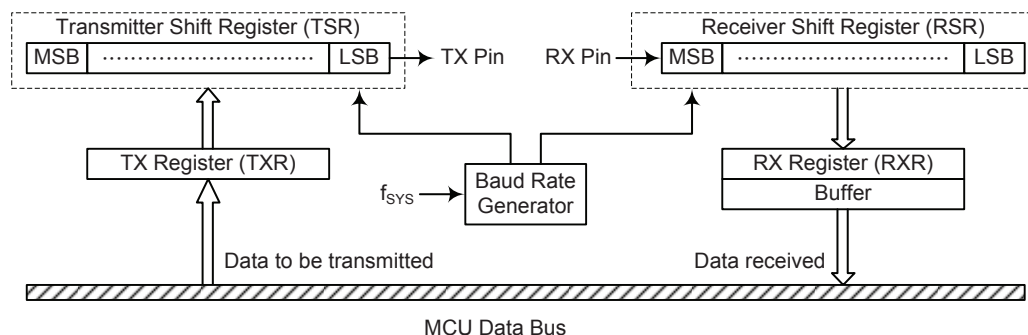 Transmitter Shift Register (TSR)
MSB ................................ LSB
TX Pin
RX Pin
Receiver Shift Register (RSR)
MSB ................................ LSB
TX Register (TXR)
fSYS
Baud Rate
Generator
RX Register (RXR)
Buffer
Data to be transmitted
Data received
MCU Data Bus